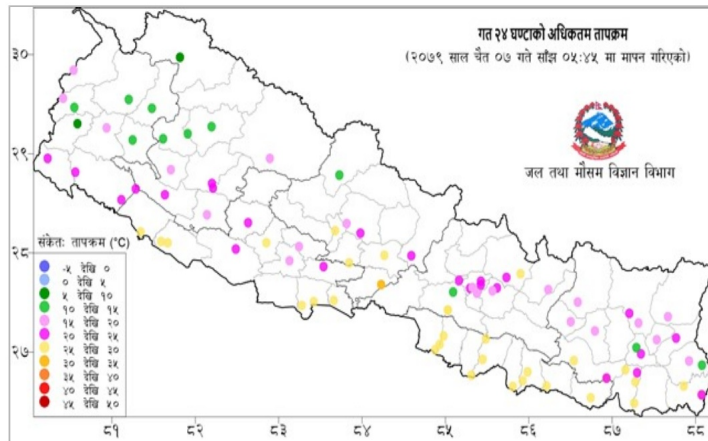 गत २४ घण्टाको अधिकतम तापक्रम
(२०७९ साल चैत ०७ गते साँझ ०५:४५ मा मापन गरिएको)
जल तथा मौसम विज्ञान विभाग
३०
२९
२८
२७
संकेत: तापक्रम (°C)
-५ देखि ०
० देखि ५
५ देखि १०
१० देखि १५
१५ देखि २०
२० देखि २५
२५ देखि ३०
३० देखि ३५
३५ देखि ४०
४० देखि ४५
४५ देखि ५०
८१ ८२ ८३ ८४ ८५ ८६ ८७ ८८